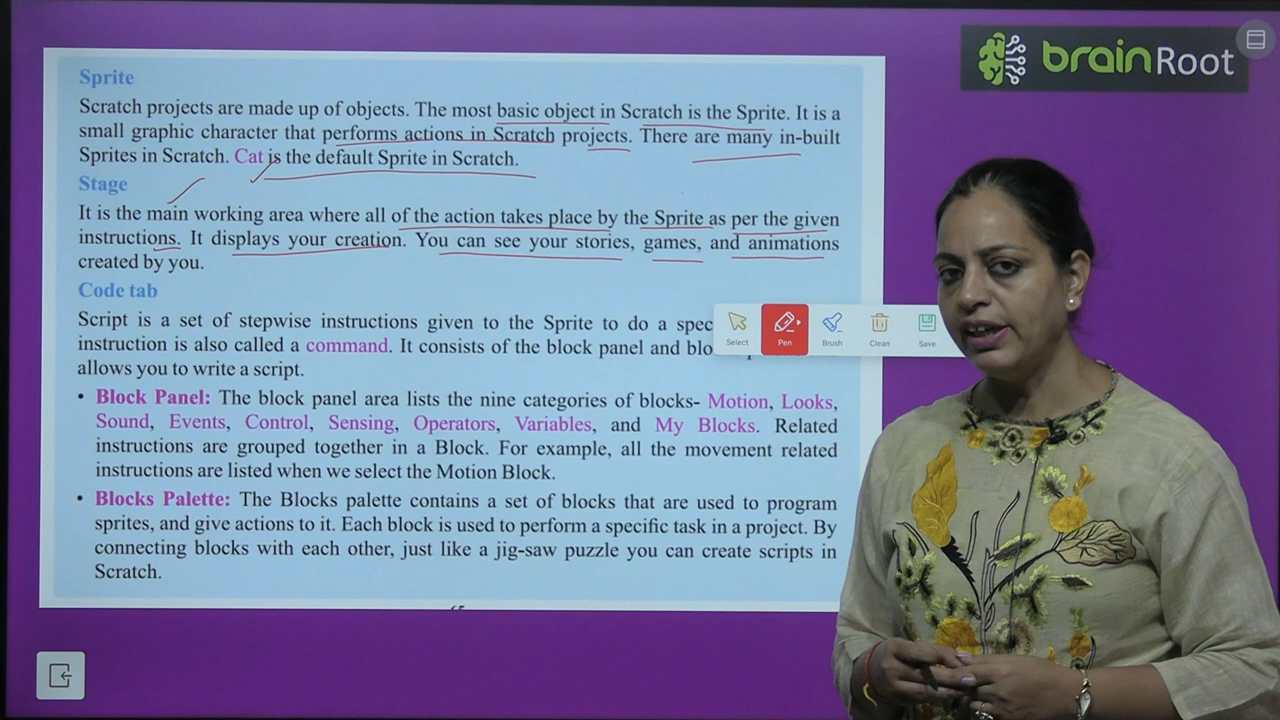 brainRoot
Sprite
Scratch projects are made up of objects. The most basic object in Scratch is the Sprite. It is a
small graphic character that performs actions in Scratch projects. There are many in-built
Sprites in Scratch. Cat is the default Sprite in Scratch.
Stage
It is the main working area where all of the action takes place by the Sprite as per the given
instructions. It displays your creation. You can see your stories, games, and animations
created by you.
Code tab
Script is a set of stepwise instructions given to the Sprite to do a
instruction is also called a command. It consists of the block panel and
allows you to write a script.
Select Pen Brush Clean Save
• Block Panel: The block panel area lists the nine categories of blocks- Motion, Looks,
Sound, Events, Control, Sensing, Operators, Variables, and My Blocks. Related
instructions are grouped together in a Block. For example, all the movement related
instructions are listed when we select the Motion Block.
• Blocks Palette: The Blocks palette contains a set of blocks that are used to program
sprites, and give actions to it. Each block is used to perform a specific task in a project. By
connecting blocks with each other, just like a jig-saw puzzle you can create scripts in
Scratch.